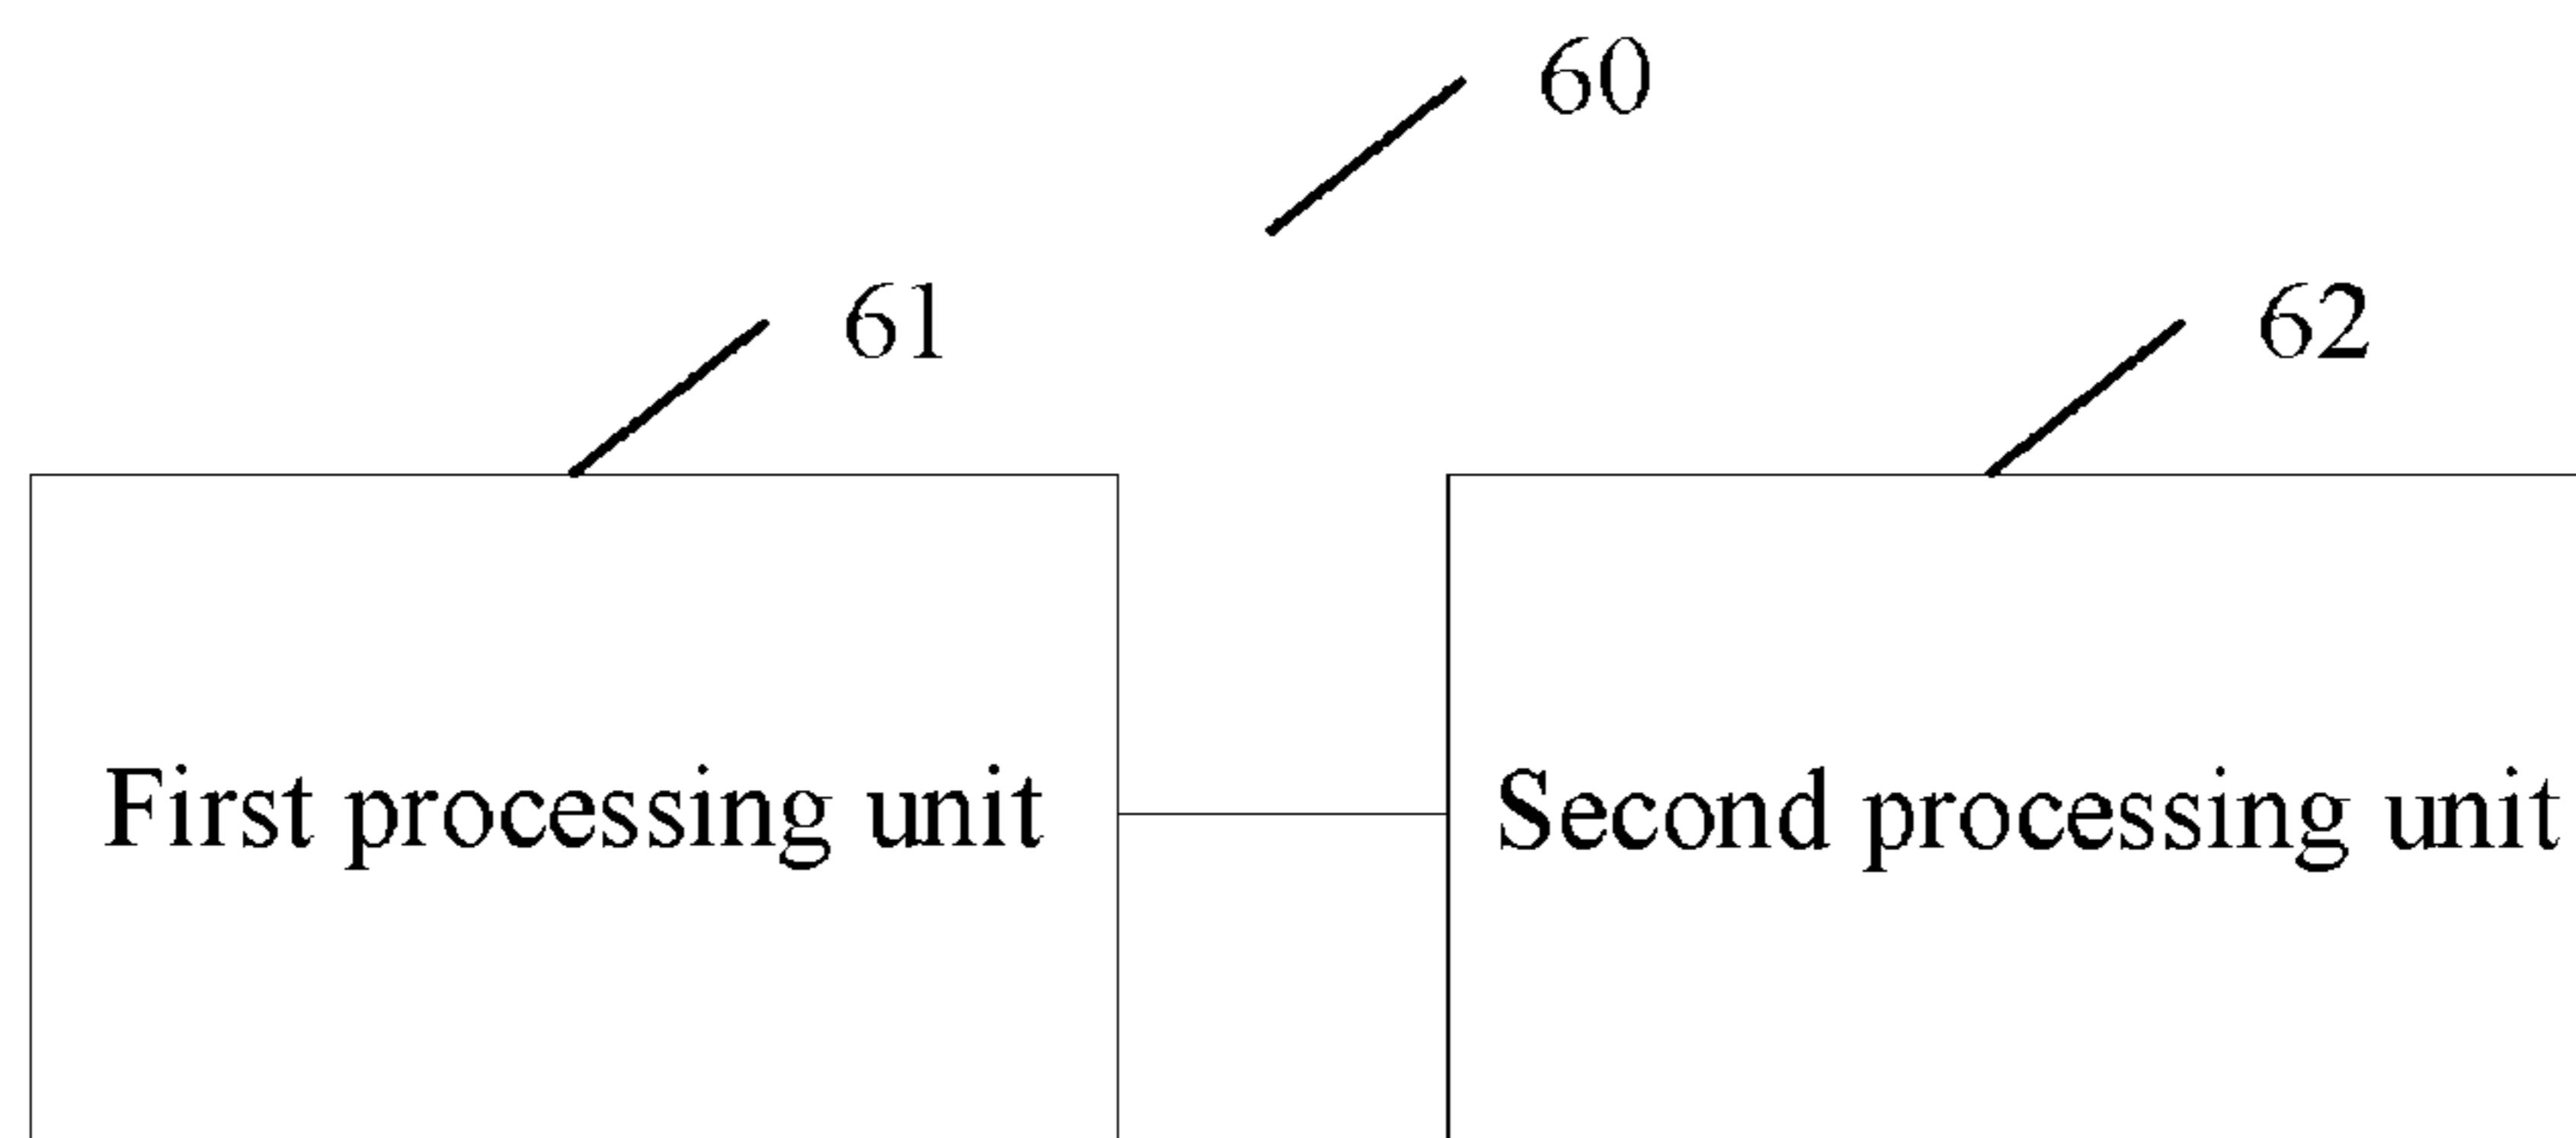 60
61
62
First processing unit
Second processing unit